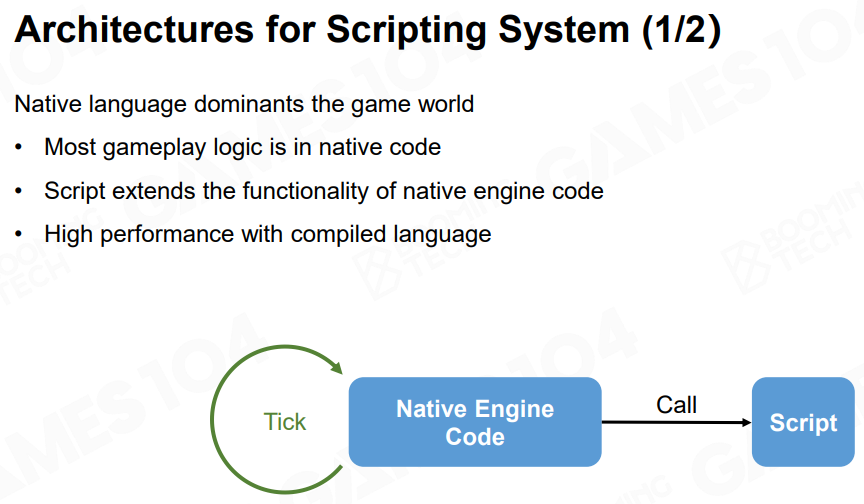 Architectures for Scripting System (1/2)
Native language dominants the game world
• Most gameplay logic is in native code
• Script extends the functionality of native engine code
• High performance with compiled language
Tick
Native Engine
Code
Call
Script
GAMES104
BOOMING
TECH